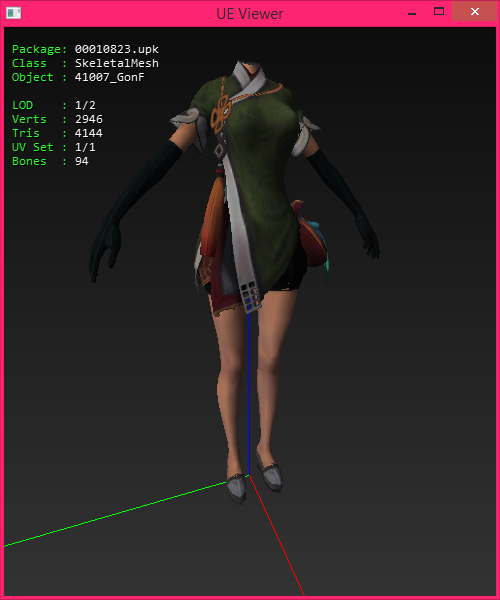 UE Viewer
Package: 00010823.upk
Class : SkeletalMesh
Object : 41007_GonF
LOD : 1/2
Verts : 2946
Tris : 4144
UV Set : 1/1
Bones : 94